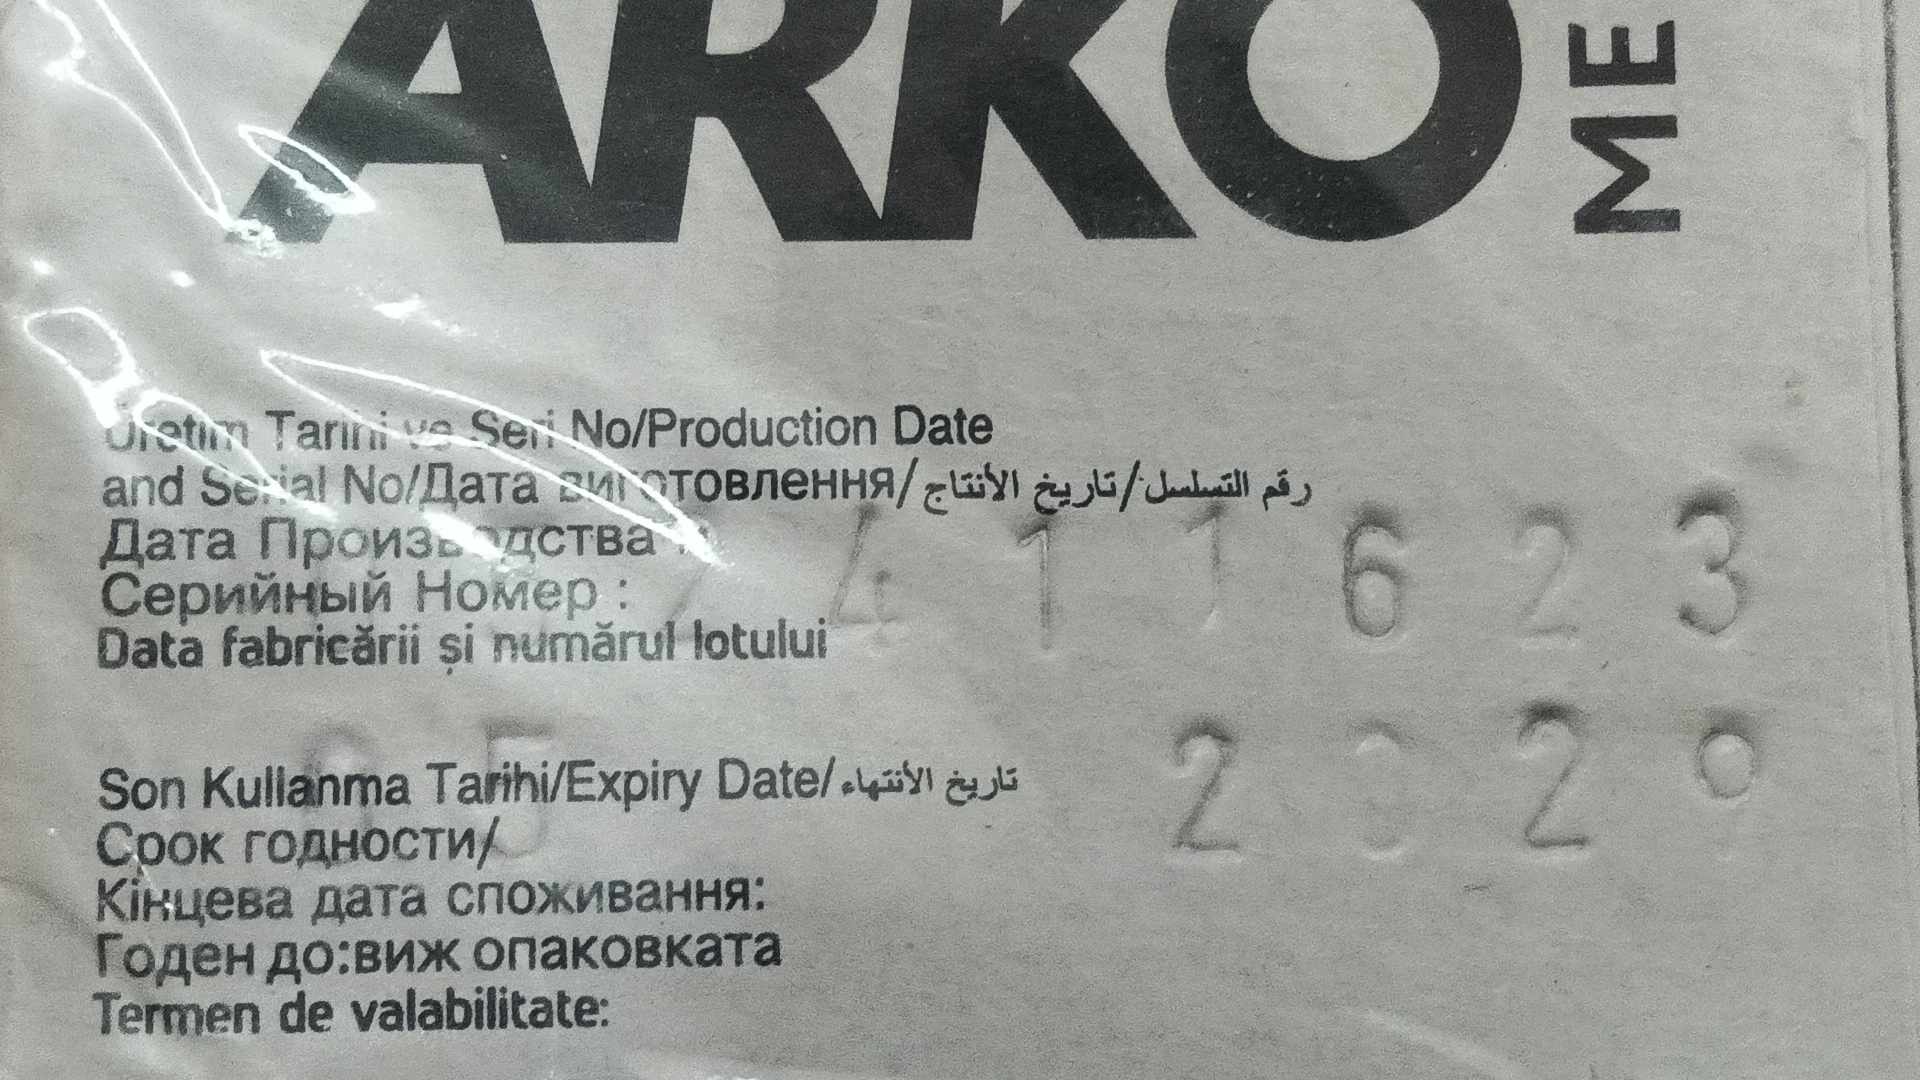 ARKO
ME
Üretim Tarihi ve Seri No/Production Date
and Serial No/Дата виготовлення/تاريخ الأنتاج/رقم التسلسل
Дата Производства и
Серийный Номер :
411623
Data fabricării și numărul lotului
05 2029
Son Kullanma Tarihi/Expiry Date/تاريخ الأنتهاء
Срок годности/
Кінцева дата споживання:
Годен до:виж опаковката
Termen de valabilitate: